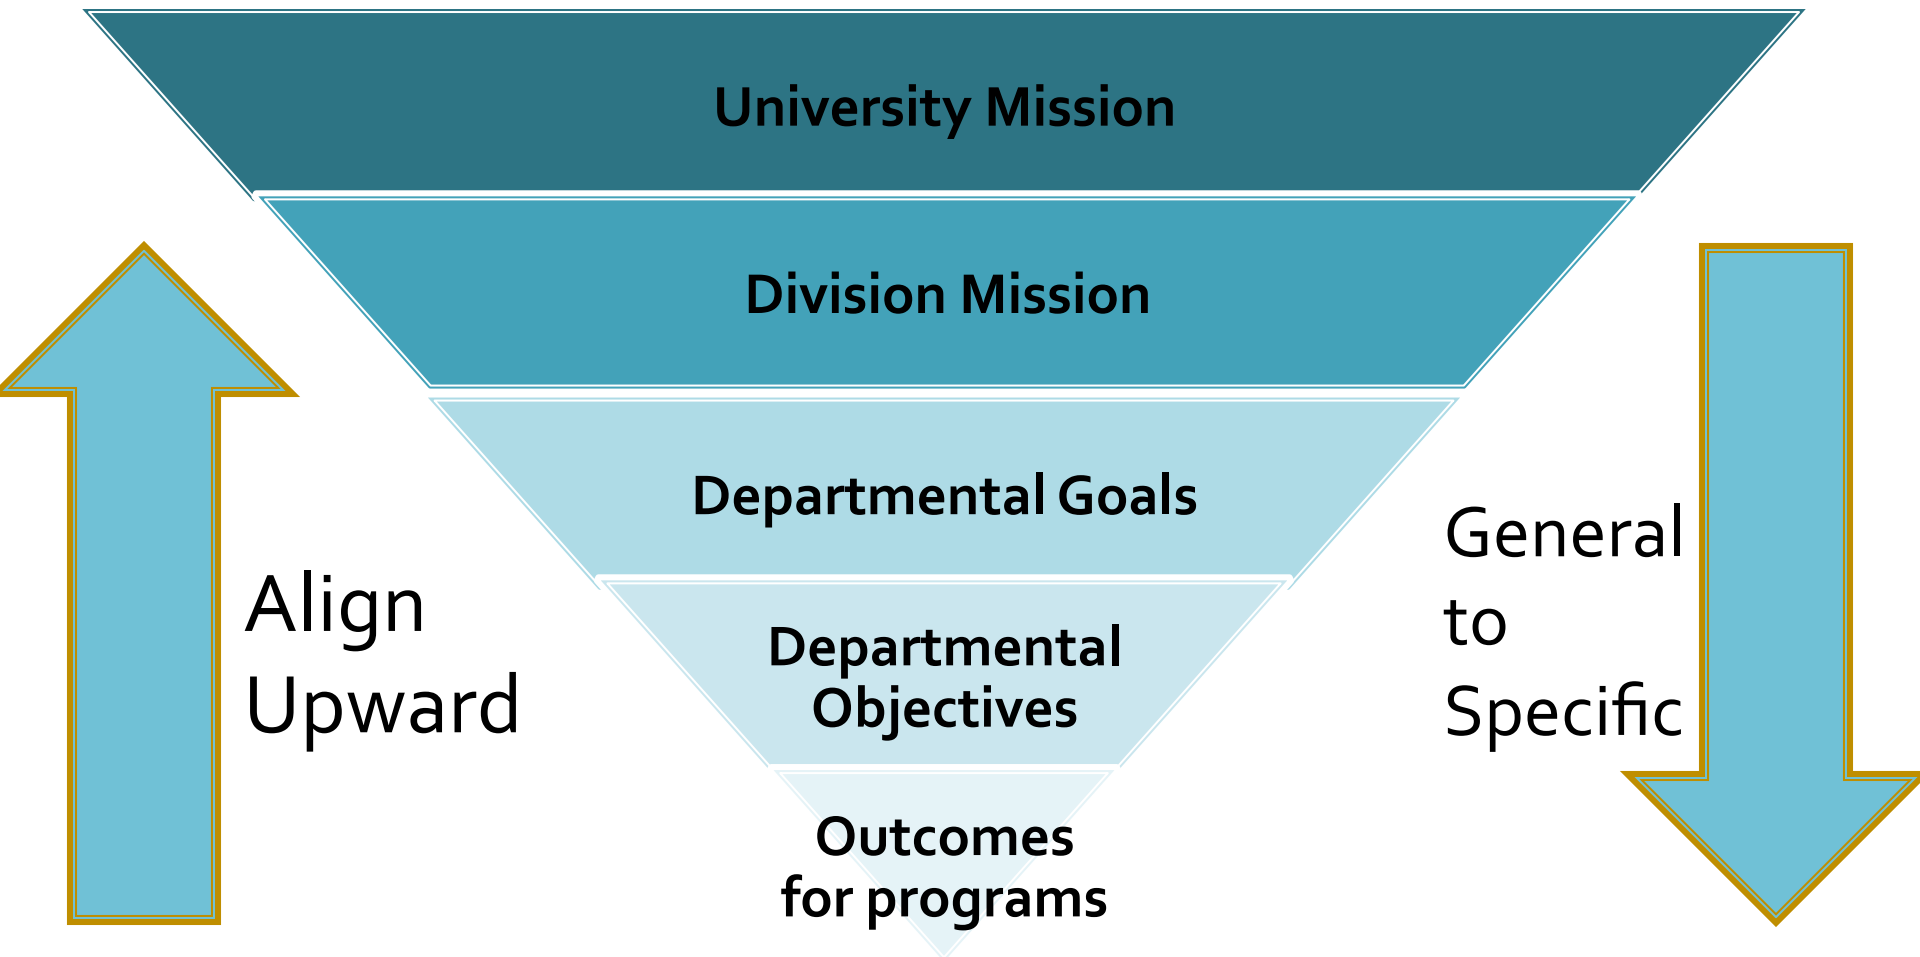 University Mission
Division Mission
Departmental Goals
Departmental
Objectives
Outcomes
for programs
Align
Upward
General
to
Specific